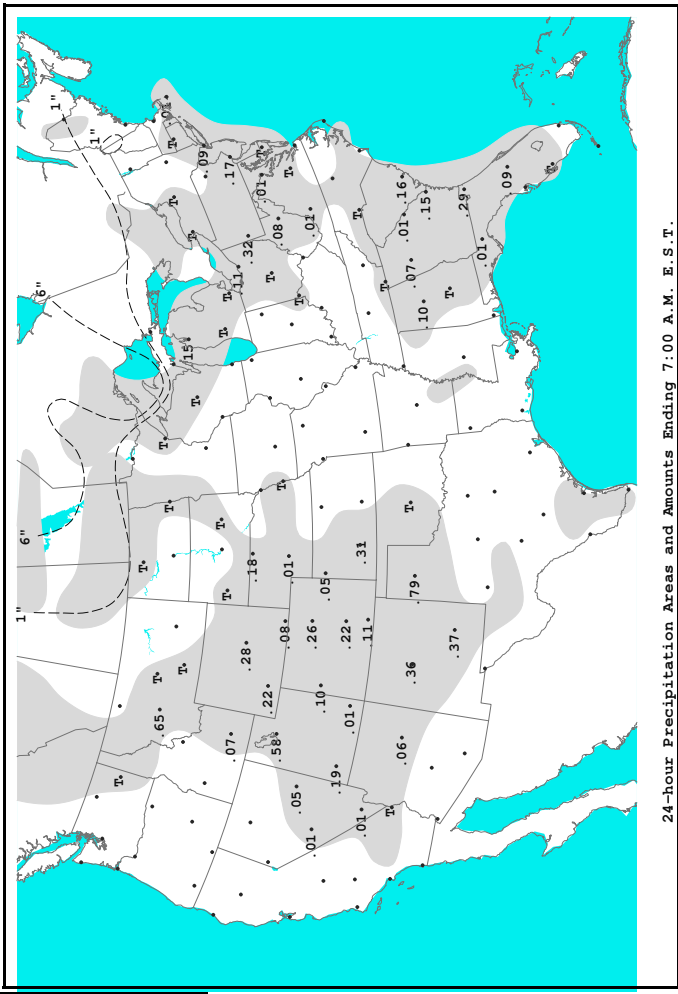 1"
6"
6"
1"
1"
T
T
T
.65
T
.01
T
T
T
T
.15
T
T
.09
T
T
T
T
.17
.07
.11
.28
.32
.18
T
.01
.22
T
.58
.08
T
.08
.01
T
.05
T
.01
.01
.26
.10
.05
.19
.22
.01
T
.01
.31
.11
T
T
.06
.16
.01
T
.36
.07
.79
.10
.15
T
.37
.29
.01
.09
T
24-hour Precipitation Areas and Amounts Ending 7:00 A.M. E.S.T.